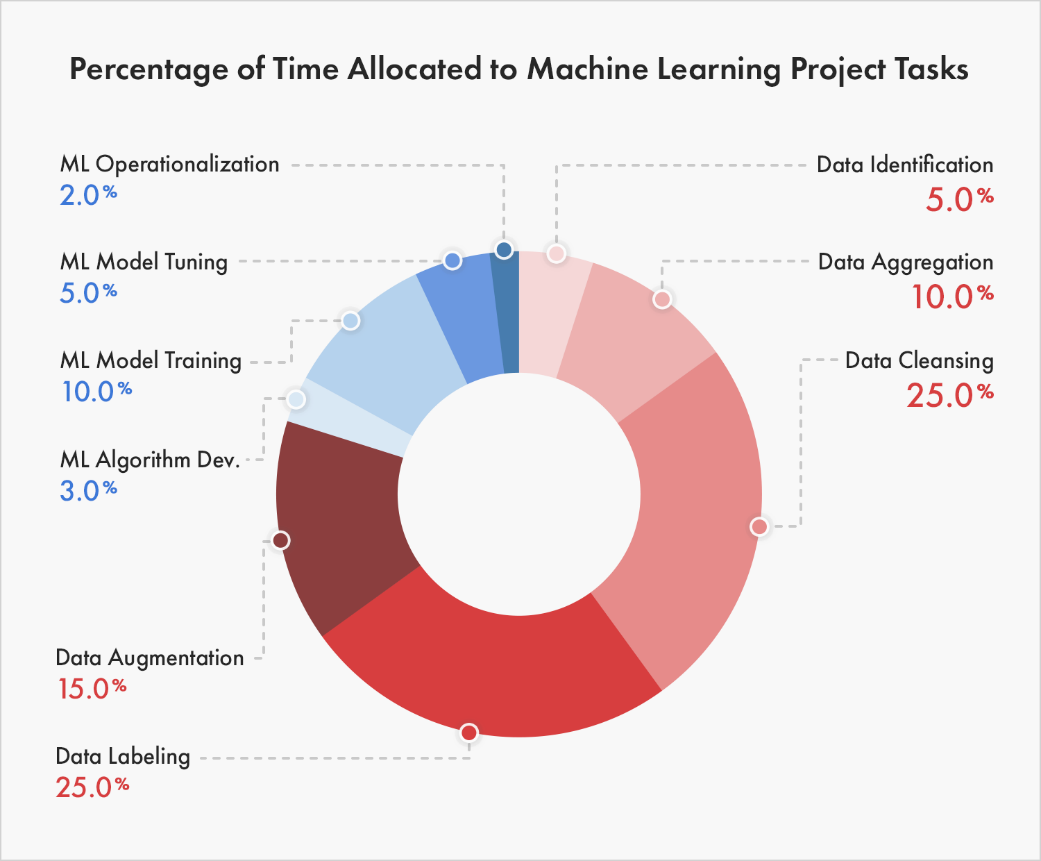 Percentage of Time Allocated to Machine Learning Project Tasks
ML Operationalization
2.0%
Data Identification
5.0%
ML Model Tuning
5.0%
Data Aggregation
10.0%
ML Model Training
10.0%
Data Cleansing
25.0%
ML Algorithm Dev.
3.0%
Data Augmentation
15.0%
Data Labeling
25.0%